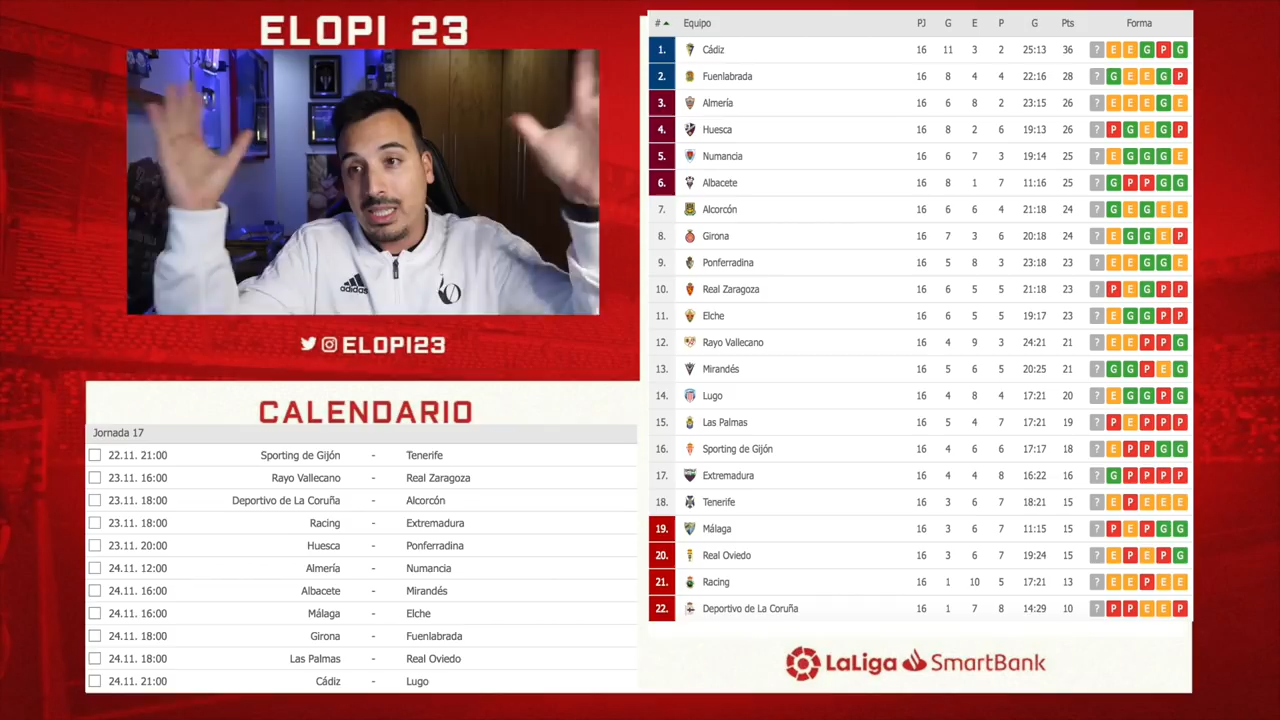 ELOPI 23
adidas
ELOPI23
CALENDARIO
Jornada 17
22.11. 21:00 Sporting de Gijón - Tenerife
23.11. 16:00 Rayo Vallecano - Real Zaragoza
23.11. 18:00 Deportivo de La Coruña - Alcorcón
23.11. 18:00 Racing - Extremadura
23.11. 20:00 Huesca - Ponferradina
24.11. 12:00 Almería - Numancia
24.11. 16:00 Albacete - Mirandés
24.11. 16:00 Málaga - Elche
24.11. 18:00 Girona - Fuenlabrada
24.11. 18:00 Las Palmas - Real Oviedo
24.11. 21:00 Cádiz - Lugo
# Equipo PJ G E P G Pts Forma
1. Cádiz 16 11 3 2 25:13 36 ? E E G P G
2. Fuenlabrada 16 8 4 4 22:16 28 ? G E E G P
3. Almería 16 6 8 2 23:15 26 ? E E E G E
4. Huesca 16 8 2 6 19:13 26 ? P G E G P
5. Numancia 16 6 7 3 19:14 25 ? E G G G E
6. Albacete 16 8 1 7 11:16 25 ? G P P G G
7. Alcorcón 16 6 6 4 21:18 24 ? G E G E E
8. Girona 16 7 3 6 20:18 24 ? E G G E P
9. Ponferradina 16 5 8 3 23:18 23 ? E E G G E
10. Real Zaragoza 16 6 5 5 21:18 23 ? P E G P P
11. Elche 16 6 5 5 19:17 23 ? E G G P P
12. Rayo Vallecano 16 4 9 3 24:21 21 ? E E P P G
13. Mirandés 16 5 6 5 20:25 21 ? G G P E G
14. Lugo 16 4 8 4 17:21 20 ? E G G P G
15. Las Palmas 16 5 4 7 17:21 19 ? P E P P P
16. Sporting de Gijón 16 4 6 6 17:17 18 ? E P P G G
17. Extremadura 16 4 4 8 16:22 16 ? G P P P P
18. Tenerife 16 3 6 7 18:21 15 ? E P E E E
19. Málaga 16 3 6 7 11:15 15 ? P E P G G
20. Real Oviedo 16 3 6 7 19:24 15 ? E P E P G
21. Racing 16 1 10 5 17:21 13 ? E E P E E
22. Deportivo de La Coruña 16 1 7 8 14:29 10 ? P P E E P
LaLiga SmartBank